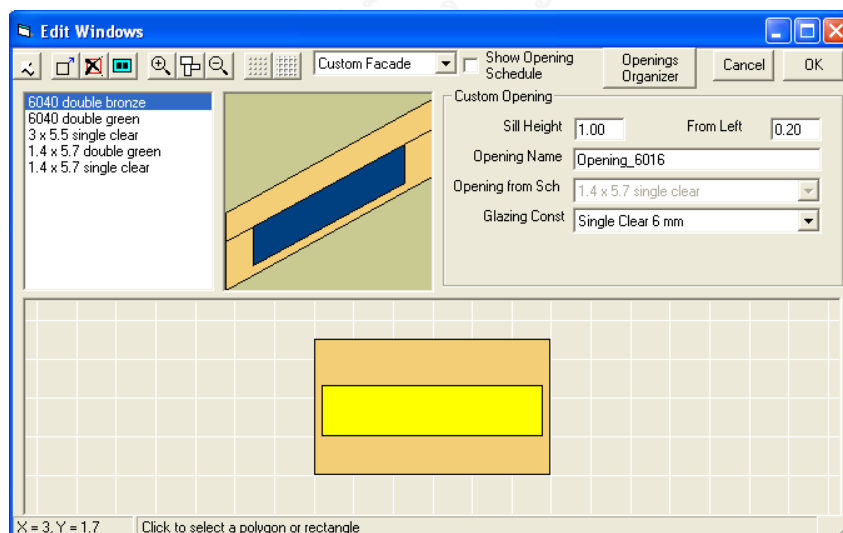 Edit Windows
Custom Facade
Show Opening
Schedule
Openings
Organizer
Cancel
OK
6040 double bronze
6040 double green
3 x 5.5 single clear
1.4 x 5.7 double green
1.4 x 5.7 single clear
Custom Opening
Sill Height 1.00 From Left 0.20
Opening Name Opening_6016
Opening from Sch 1.4 x 5.7 single clear
Glazing Const Single Clear 6 mm
X = 3, Y = 1.7 Click to select a polygon or rectangle